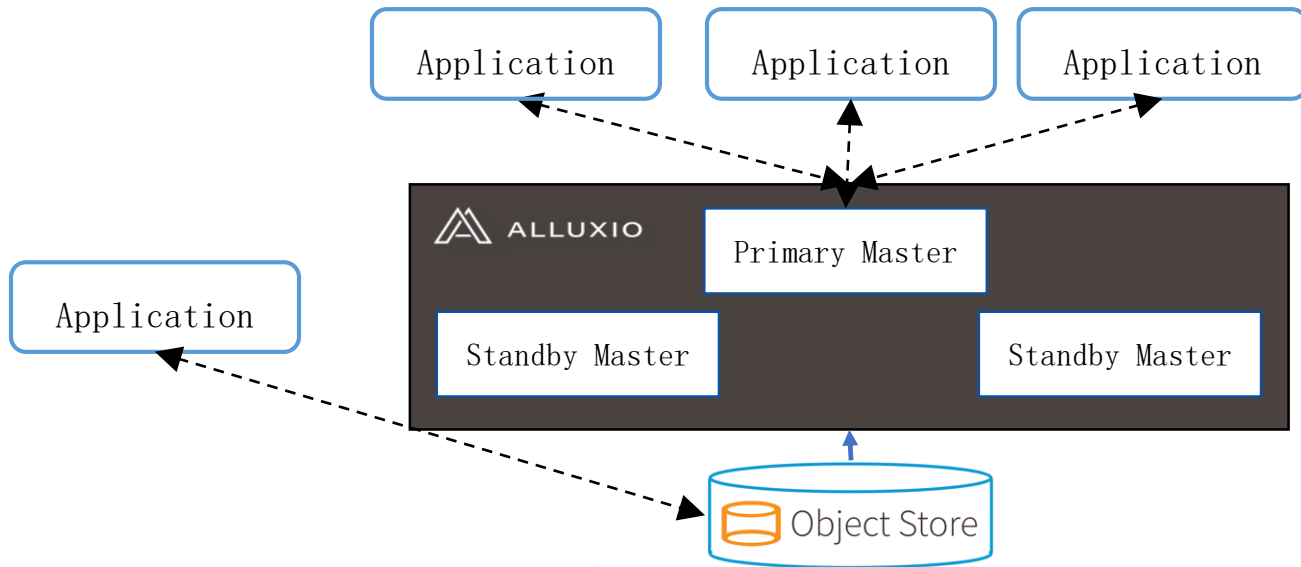 Application
Application
Application
ALLUXIO
Primary Master
Application
Standby Master
Standby Master
Object Store